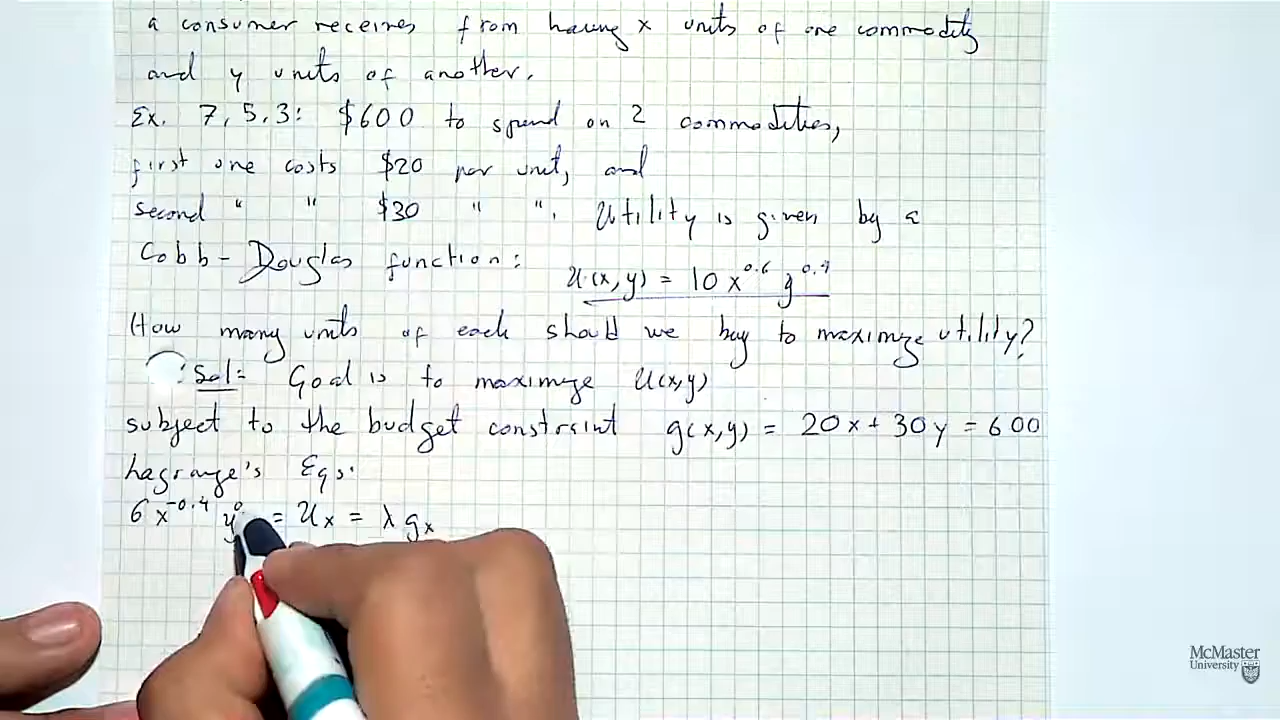 a consumer receives from having x units of one commodity
and y units of another.
Ex. 7,5,3: $600 to spend on 2 commodities,
first one costs $20 per unit, and
second " " $30 " ". Utility is given by a
Cobb-Douglas function: U(x,y) = 10 x^0.6 y^0.4
How many units of each should we buy to maximize utility?
Sol: Goal is to maximize U(x,y)
subject to the budget constraint g(x,y) = 20x + 30y = 600
Lagrange's Eqs:
6 x^-0.4 y^0 = Ux = λ gx
McMaster
University